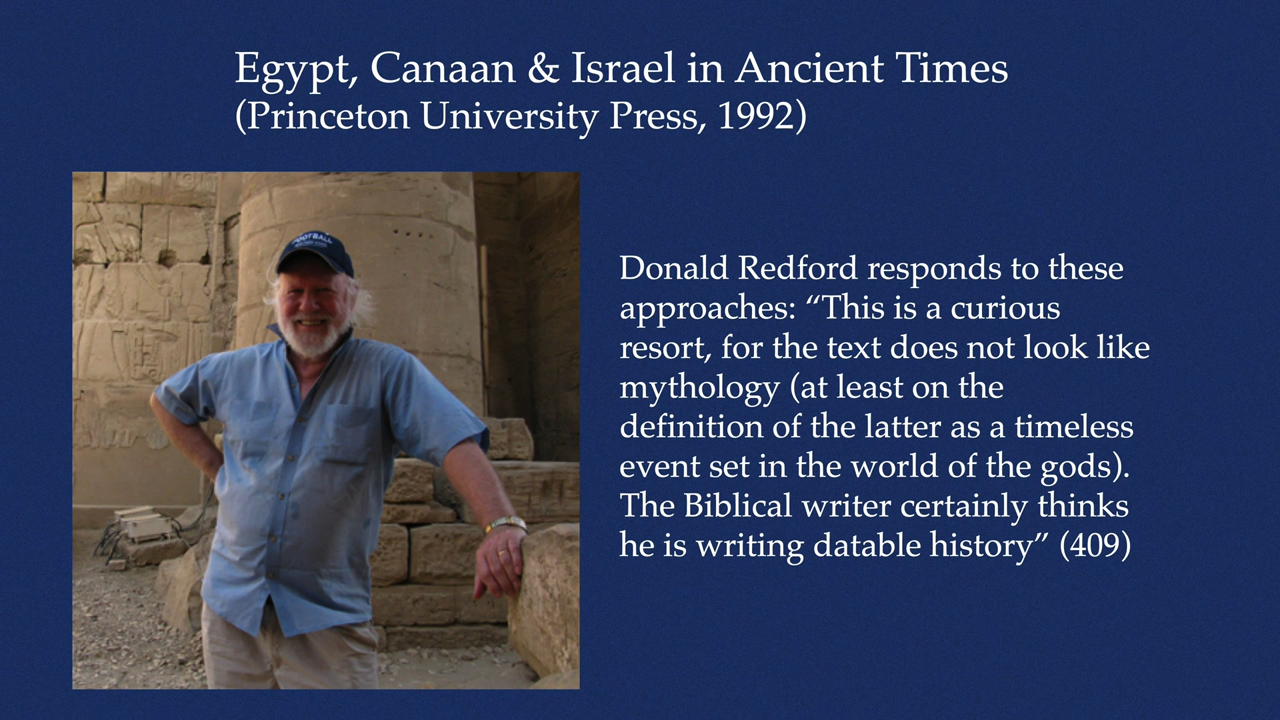 Egypt, Canaan & Israel in Ancient Times
(Princeton University Press, 1992)
FOOTBALL
Donald Redford responds to these
approaches: “This is a curious
resort, for the text does not look like
mythology (at least on the
definition of the latter as a timeless
event set in the world of the gods).
The Biblical writer certainly thinks
he is writing datable history” (409)